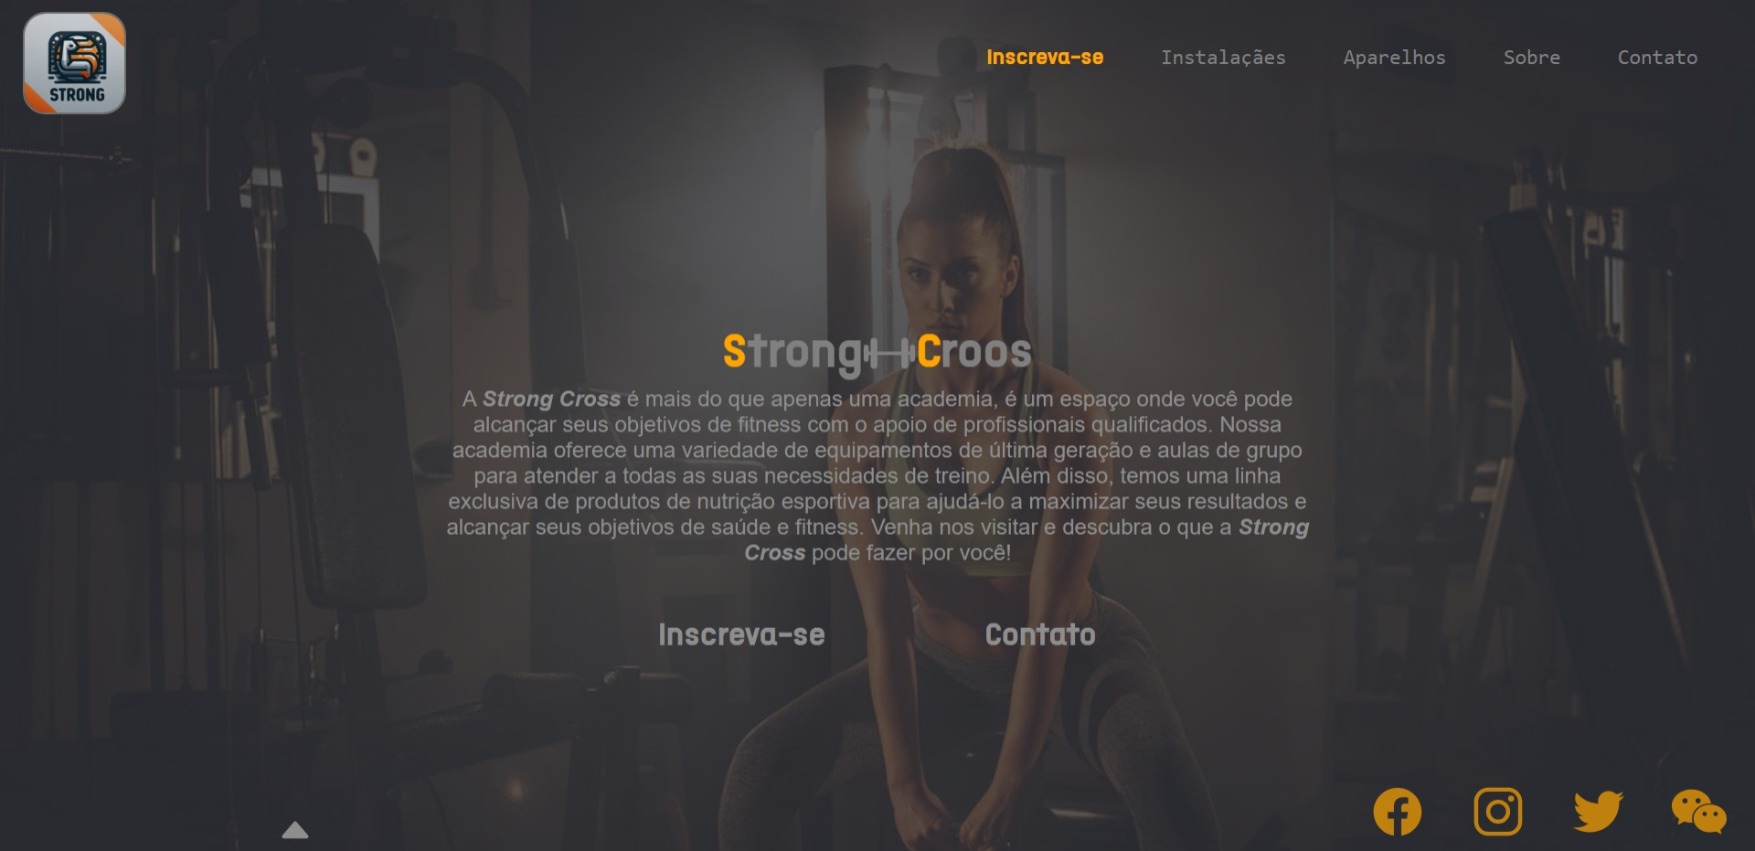 STRONG
Inscreva-se
Instalaçães
Aparelhos
Sobre
Contato
Strong Croos
A Strong Cross é mais do que apenas uma academia, é um espaço onde você pode
alcançar seus objetivos de fitness com o apoio de profissionais qualificados. Nossa
academia oferece uma variedade de equipamentos de última geração e aulas de grupo
para atender a todas as suas necessidades de treino. Além disso, temos uma linha
exclusiva de produtos de nutrição esportiva para ajudá-lo a maximizar seus resultados e
alcançar seus objetivos de saúde e fitness. Venha nos visitar e descubra o que a Strong
Cross pode fazer por você!
Inscreva-se
Contato